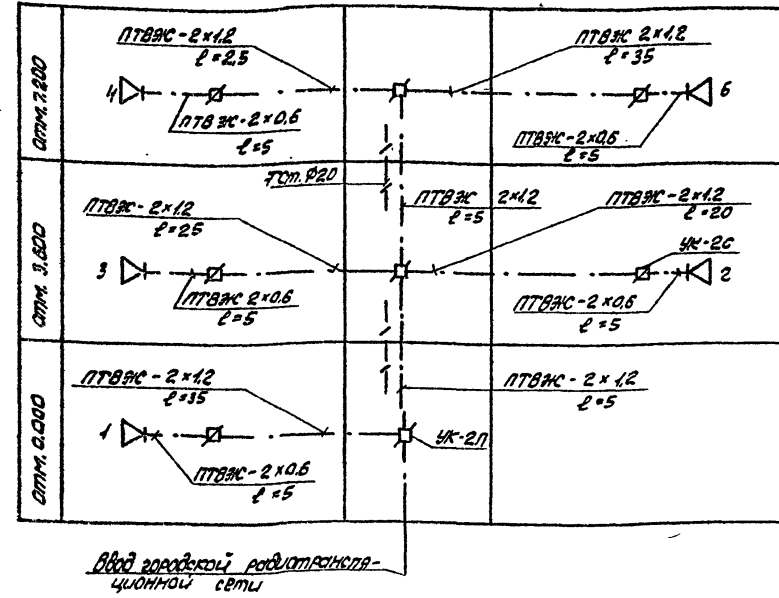 отм. 7.200
ПТВЖ-2×1,2
ℓ=2,5
4
ПТВЖ-2×0,6
ℓ=5
ПТВЖ 2×1,2
ℓ=35
6
ПТВЖ-2×0,6
ℓ=5
тст. Ф20
отм. 3.600
ПТВЖ-2×1,2
ℓ=25
3
ПТВЖ 2×0,6
ℓ=5
ПТВЖ 2×1,2
ℓ=5
ПТВЖ-2×1,2
ℓ=20
УК-2С
2
ПТВЖ-2×0,6
ℓ=5
отм. 0.000
ПТВЖ-2×1,2
ℓ=35
1
ПТВЖ-2×0,6
ℓ=5
ПТВЖ-2×1,2
ℓ=5
УК-2П
Ввод городской радиотрансля-
ционной сети